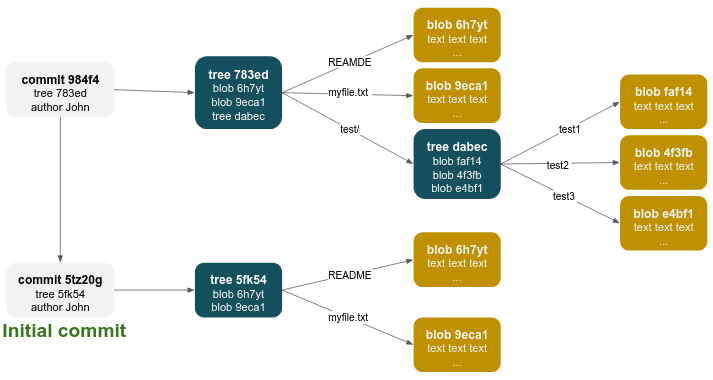 commit 984f4
tree 783ed
author John
tree 783ed
blob 6h7yt
blob 9eca1
tree dabec
REAMDE
myfile.txt
test/
blob 6h7yt
text text text
...
blob 9eca1
text text text
...
tree dabec
blob faf14
blob 4f3fb
blob e4bf1
test1
test2
test3
blob faf14
text text text
...
blob 4f3fb
text text text
...
blob e4bf1
text text text
...
commit 5tz20g
tree 5fk54
author John
Initial commit
tree 5fk54
blob 6h7yt
blob 9eca1
README
myfile.txt
blob 6h7yt
text text text
...
blob 9eca1
text text text
...